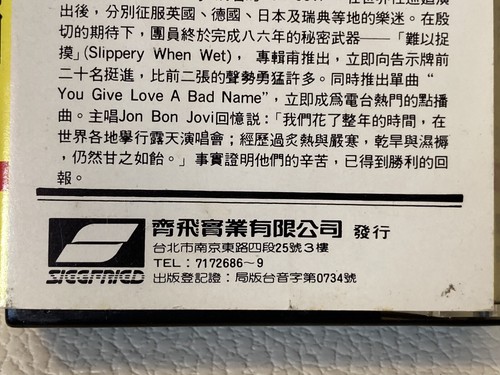 出後,分別征服英國、德國、日本及瑞典等地的樂迷。在殷
切的期待下,團員終於完成八六年的秘密武器——「難以捉
摸」(Slippery When Wet), 專輯甫推出,立即向告示牌前
二十名挺進,比前二張的聲勢勇猛許多。同時推出單曲“
You Give Love A Bad Name”,立即成爲電台熱門的點播
曲。主唱Jon Bon Jovi回憶説:「我們花了整年的時間,在
世界各地舉行露天演唱會;經歷過炙熱與嚴寒,乾旱與濕褥
,仍然甘之如飴。」事實證明他們的辛苦,已得到勝利的回
報。
SIEGFRIED
齊飛實業有限公司 發行
台北市南京東路四段25號3樓
TEL:7172686~9
出版登記證:局版台音字第0734號